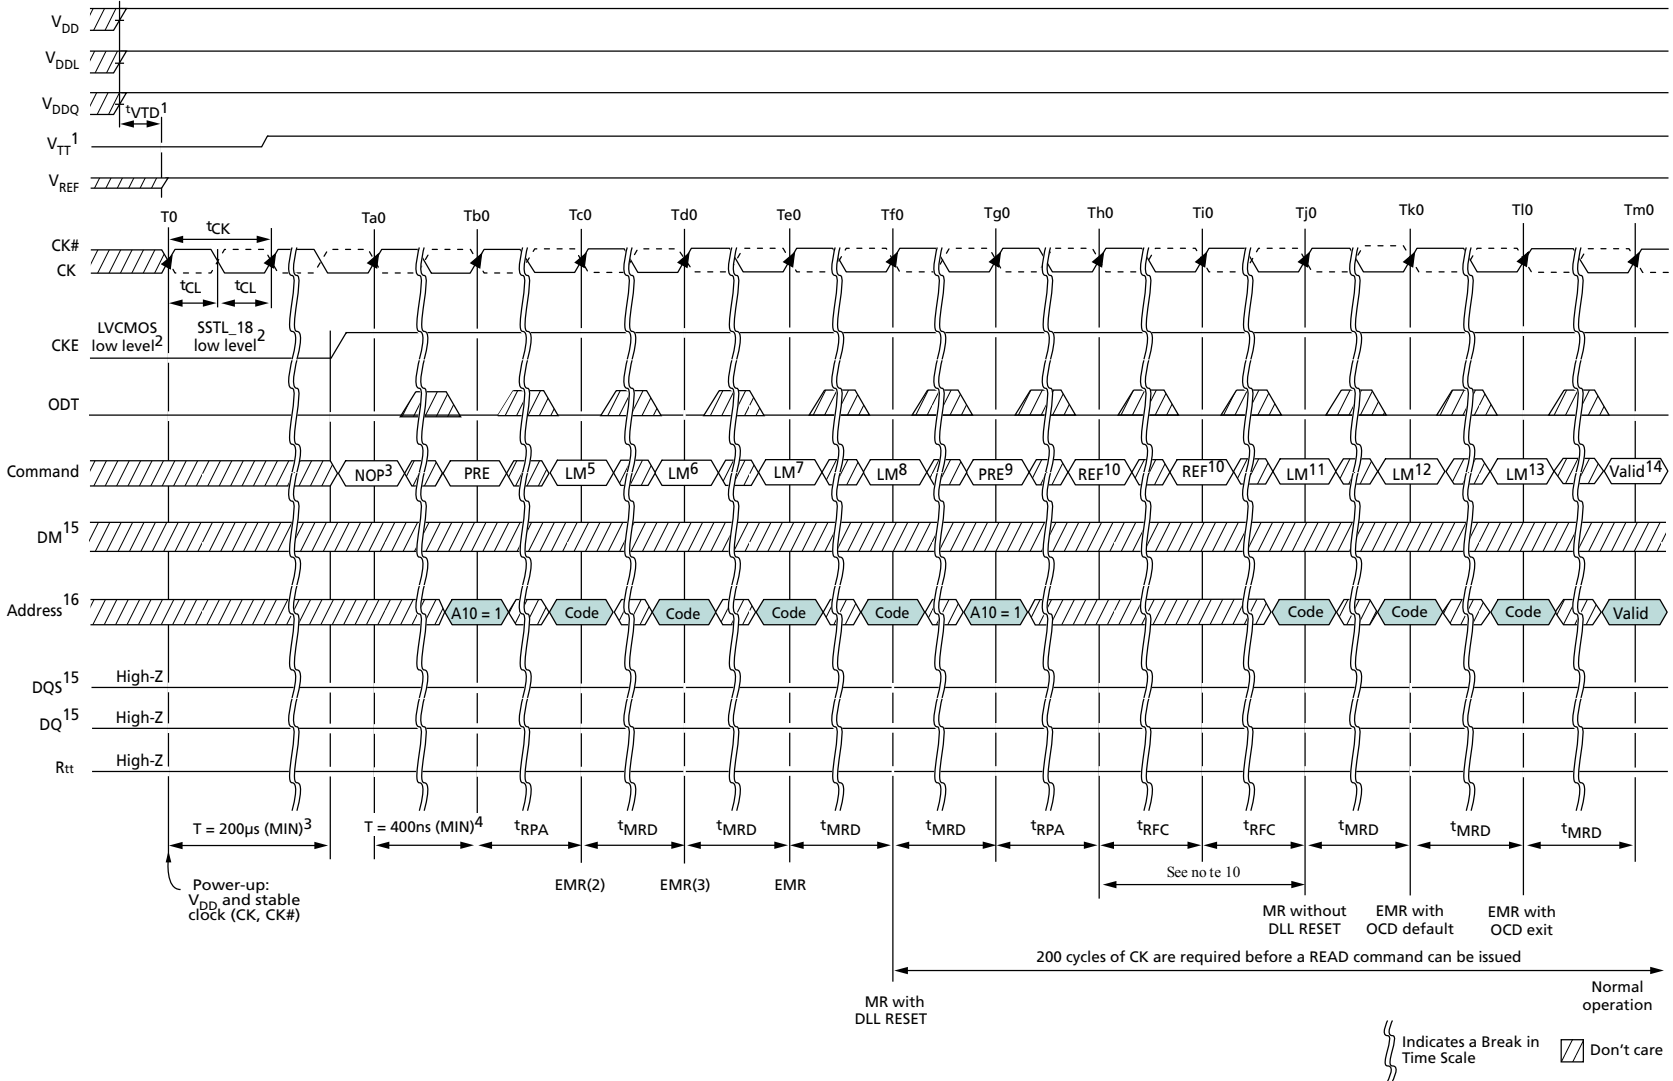 VDD
VDDL
VDDQ
tVTD1
VTT1
VREF
T0 Ta0 Tb0 Tc0 Td0 Te0 Tf0 Tg0 Th0 Ti0 Tj0 Tk0 Tl0 Tm0
tCK
CK#
CK
tCL tCL
LVCMOS
low level2
SSTL_18
low level2
CKE
ODT
Command NOP3 PRE LM5 LM6 LM7 LM8 PRE9 REF10 REF10 LM11 LM12 LM13 Valid14
DM15
Address16 A10 = 1 Code Code Code Code A10 = 1 Code Code Code Valid
DQS15 High-Z
DQ15 High-Z
Rtt High-Z
T = 200µs (MIN)3 T = 400ns (MIN)4 tRPA tMRD tMRD tMRD tMRD tRPA tRFC tRFC tMRD tMRD tMRD
Power-up:
VDD and stable
clock (CK, CK#)
EMR(2) EMR(3) EMR
See note 10
MR without
DLL RESET
EMR with
OCD default
EMR with
OCD exit
200 cycles of CK are required before a READ command can be issued
MR with
DLL RESET
Normal
operation
Indicates a Break in
Time Scale
Don't care